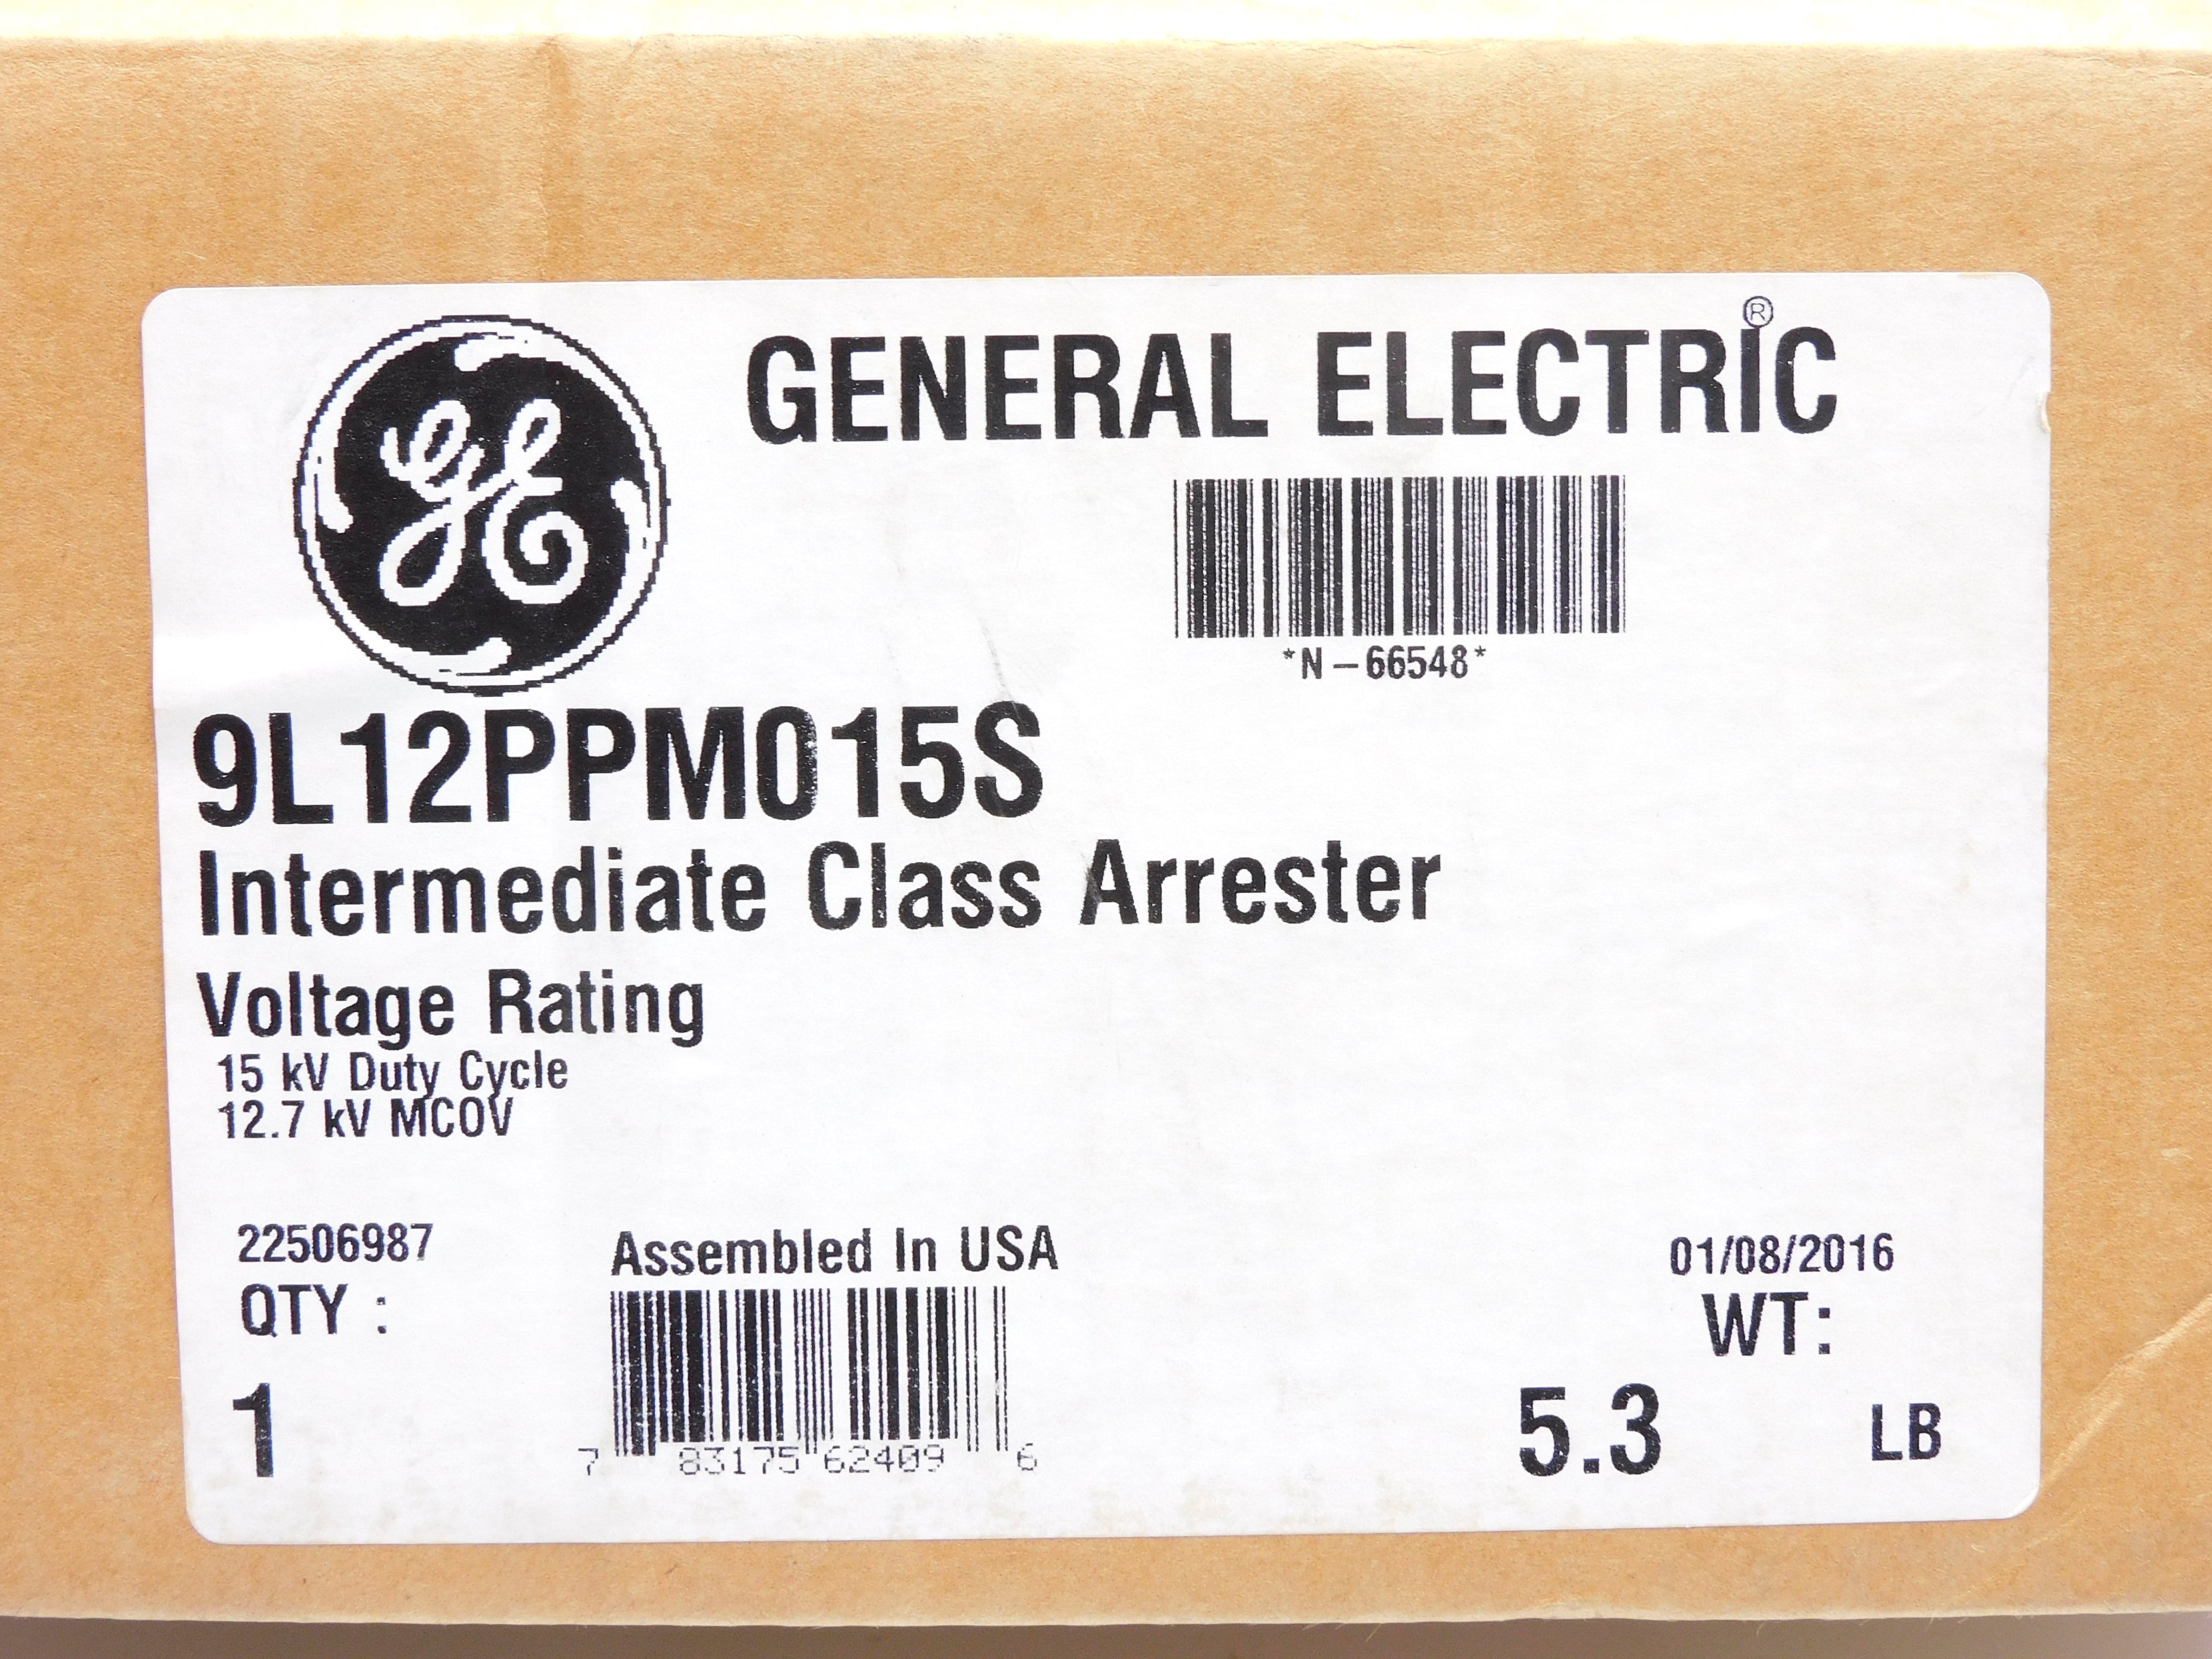 GE
GENERAL ELECTRIC®
*N-66548*
9L12PPM015S
Intermediate Class Arrester
Voltage Rating
15 kV Duty Cycle
12.7 kV MCOV
22506987
Assembled In USA
01/08/2016
QTY :
WT:
1
7 83175 62409 6
5.3 LB